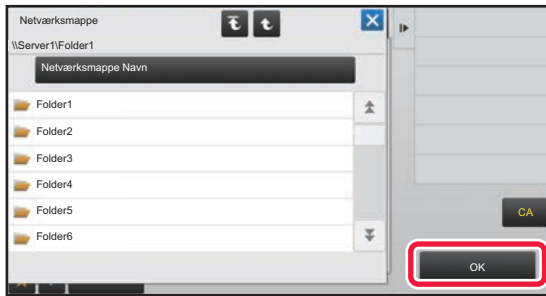 Netværksmappe
\\Server1\Folder1
Netværksmappe Navn
Folder1
Folder2
Folder3
Folder4
Folder5
Folder6
CA
OK